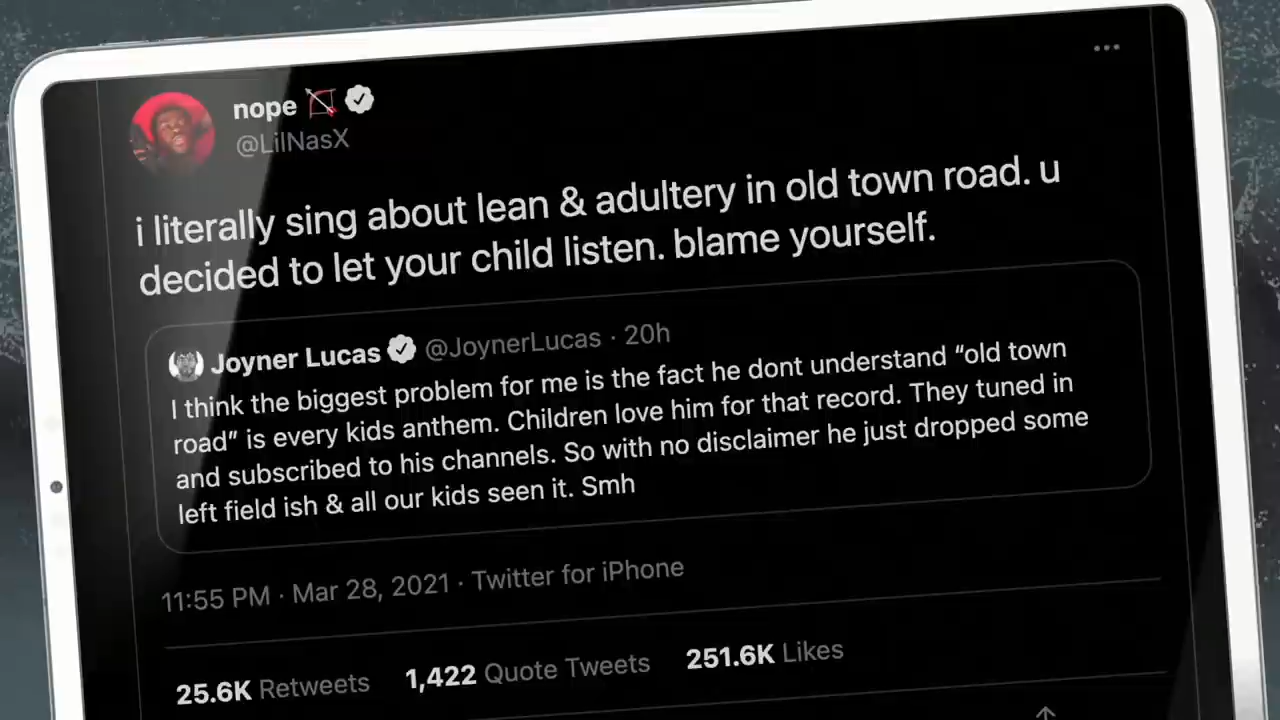 nope 🏹
@LilNasX
i literally sing about lean & adultery in old town road. u
decided to let your child listen. blame yourself.
Joyner Lucas @JoynerLucas · 20h
I think the biggest problem for me is the fact he dont understand “old town
road” is every kids anthem. Children love him for that record. They tuned in
and subscribed to his channels. So with no disclaimer he just dropped some
left field ish & all our kids seen it. Smh
11:55 PM · Mar 28, 2021 · Twitter for iPhone
25.6K Retweets 1,422 Quote Tweets 251.6K Likes